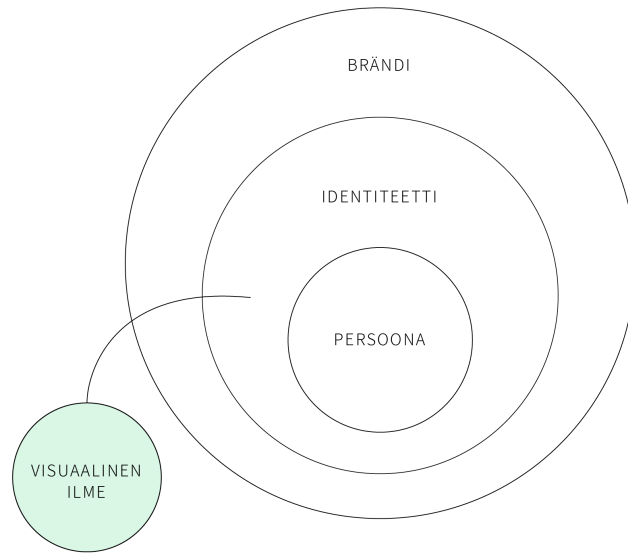 BRÄNDI
IDENTITEETTI
PERSOONA
VISUAALINEN
ILME